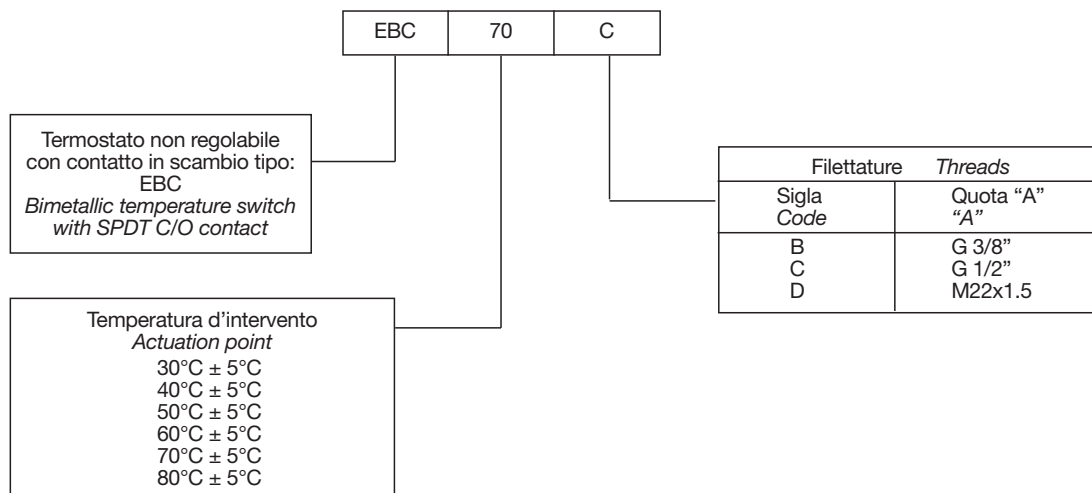 EBC 70 C
Termostato non regolabile
con contatto in scambio tipo:
EBC
Bimetallic temperature switch
with SPDT C/O contact
Temperatura d’intervento
Actuation point
30°C ± 5°C
40°C ± 5°C
50°C ± 5°C
60°C ± 5°C
70°C ± 5°C
80°C ± 5°C
Filettature Threads
Sigla Quota “A”
Code “A”
B G 3/8”
C G 1/2”
D M22x1.5